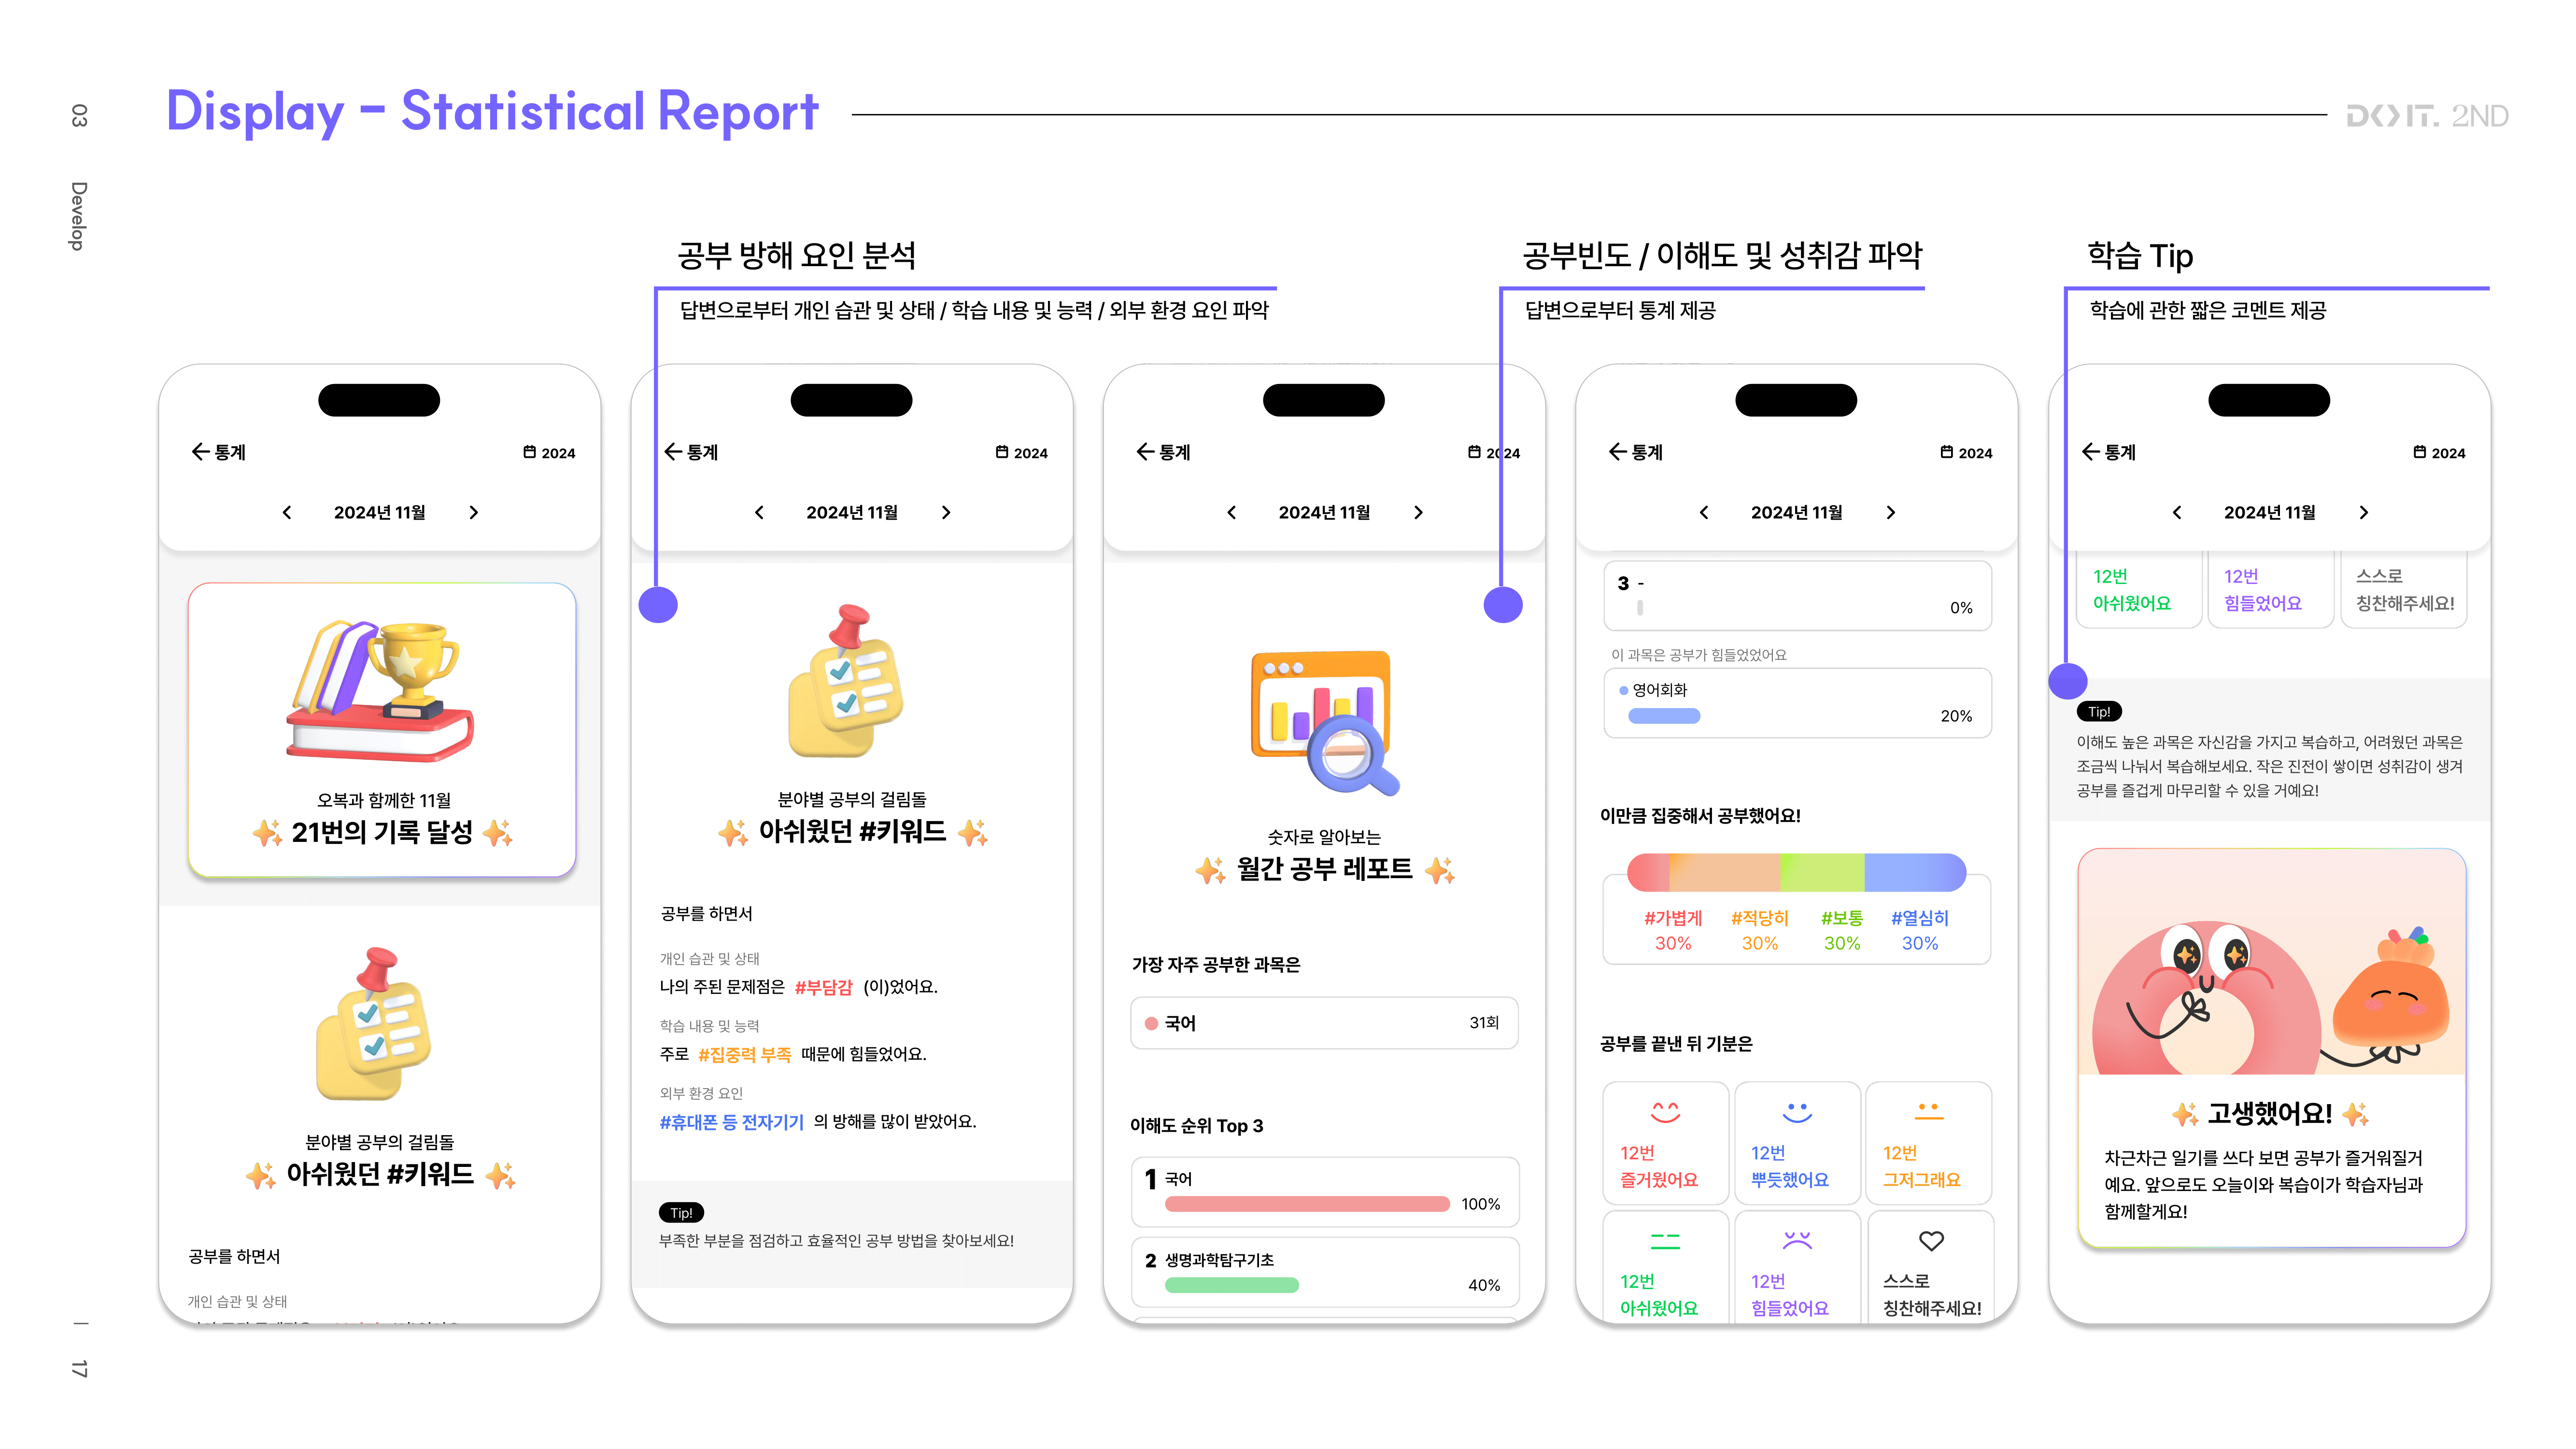 03
Develop
Display – Statistical Report
DO IT. 2ND
공부 방해 요인 분석
답변으로부터 개인 습관 및 상태 / 학습 내용 및 능력 / 외부 환경 요인 파악
공부빈도 / 이해도 및 성취감 파악
답변으로부터 통계 제공
학습 Tip
학습에 관한 짧은 코멘트 제공
통계
2024
2024년 11월
오복과 함께한 11월
21번의 기록 달성
분야별 공부의 걸림돌
아쉬웠던 #키워드
공부를 하면서
개인 습관 및 상태
통계
2024
2024년 11월
분야별 공부의 걸림돌
아쉬웠던 #키워드
공부를 하면서
개인 습관 및 상태
나의 주된 문제점은 #부담감 (이)었어요.
학습 내용 및 능력
주로 #집중력 부족 때문에 힘들었어요.
외부 환경 요인
#휴대폰 등 전자기기 의 방해를 많이 받았어요.
Tip!
부족한 부분을 점검하고 효율적인 공부 방법을 찾아보세요!
통계
2024
2024년 11월
숫자로 알아보는
월간 공부 레포트
가장 자주 공부한 과목은
국어 31회
이해도 순위 Top 3
1 국어
100%
2 생명과학탐구기초
40%
통계
2024
2024년 11월
3 -
0%
이 과목은 공부가 힘들었었어요
영어회화
20%
이만큼 집중해서 공부했어요!
#가볍게 #적당히 #보통 #열심히
30% 30% 30% 30%
공부를 끝낸 뒤 기분은
12번 12번 12번
즐거웠어요 뿌듯했어요 그저그래요
12번 12번 스스로
아쉬웠어요 힘들었어요 칭찬해주세요!
통계
2024
2024년 11월
12번 12번 스스로
아쉬웠어요 힘들었어요 칭찬해주세요!
Tip!
이해도 높은 과목은 자신감을 가지고 복습하고, 어려웠던 과목은
조금씩 나눠서 복습해보세요. 작은 진전이 쌓이면 성취감이 생겨
공부를 즐겁게 마무리할 수 있을 거예요!
고생했어요!
차근차근 일기를 쓰다 보면 공부가 즐거워질거
예요. 앞으로도 오늘이와 복습이가 학습자님과
함께할게요!
17